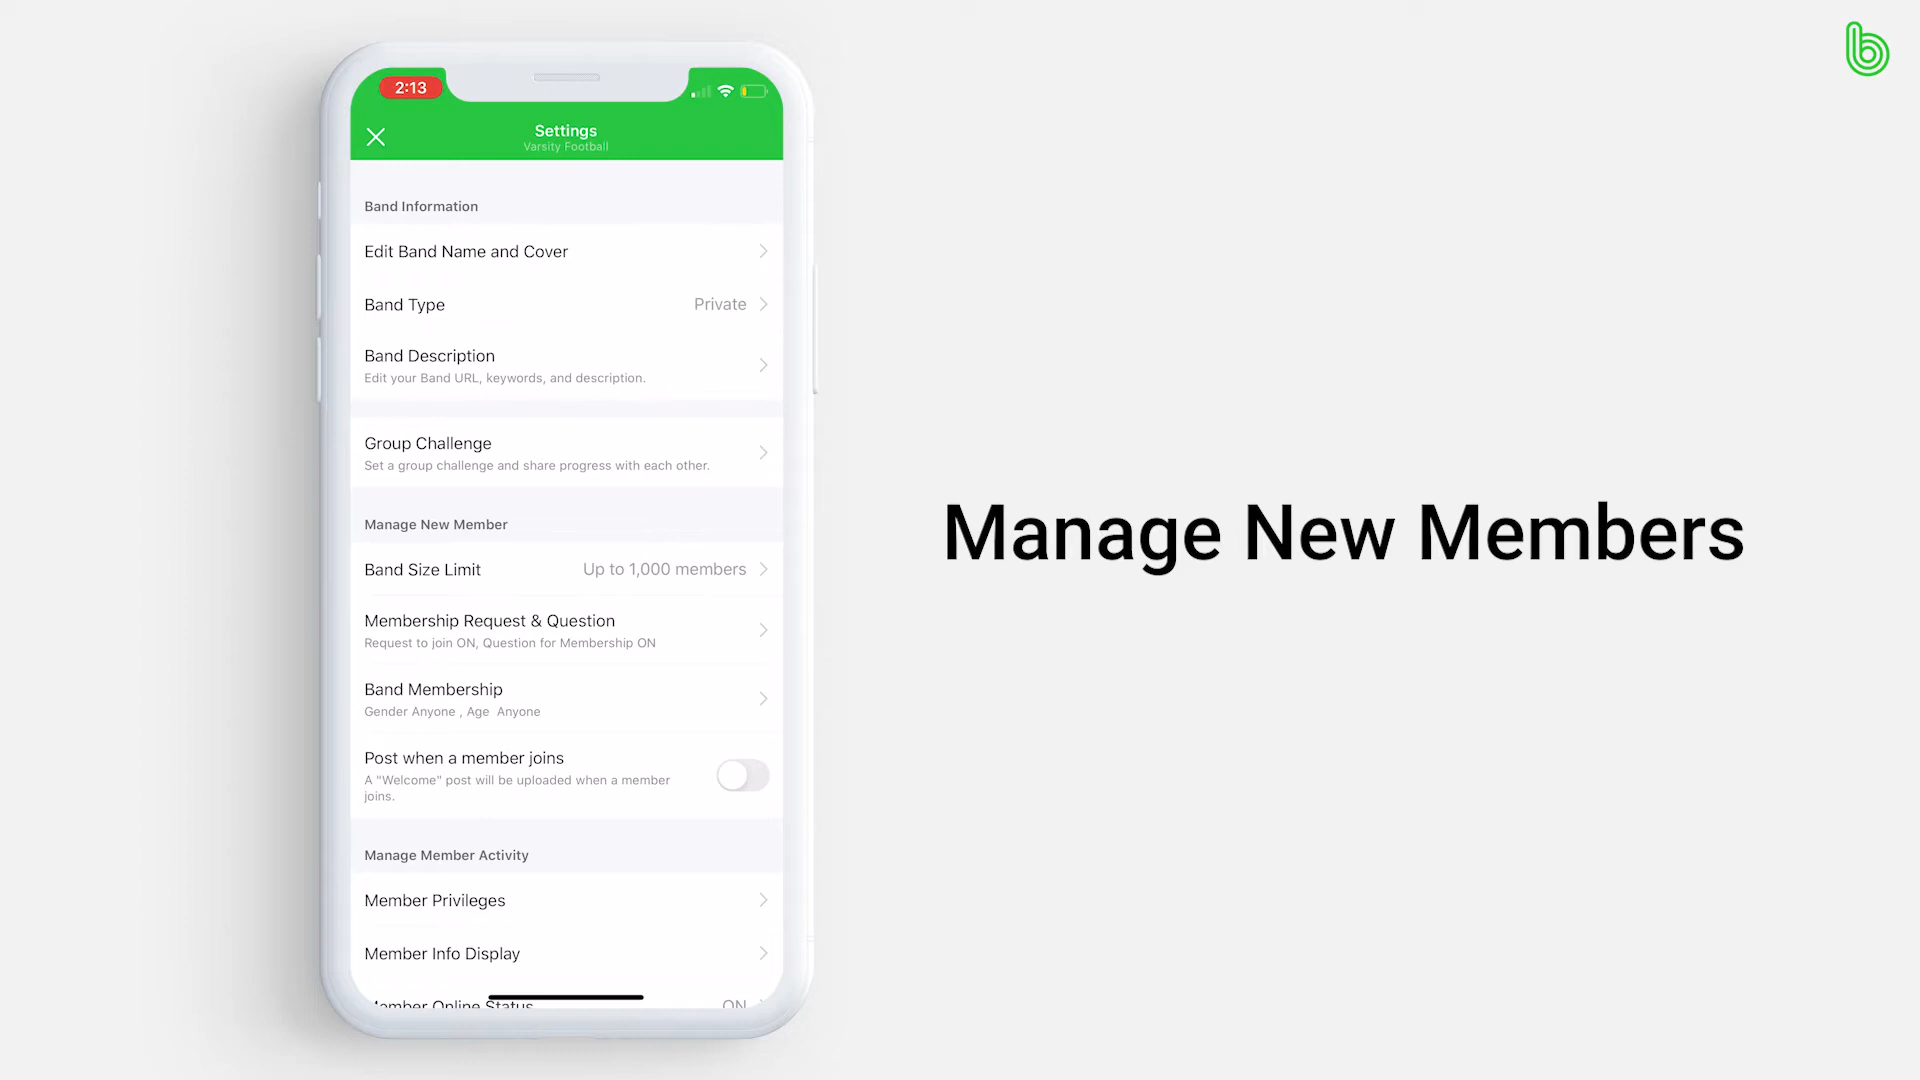 2:13
Settings
Varsity Football
Band Information
Edit Band Name and Cover
Band Type Private
Band Description
Edit your Band URL, keywords, and description.
Group Challenge
Set a group challenge and share progress with each other.
Manage New Member
Band Size Limit Up to 1,000 members
Membership Request & Question
Request to join ON, Question for Membership ON
Band Membership
Gender Anyone , Age Anyone
Post when a member joins
A "Welcome" post will be uploaded when a member
joins.
Manage Member Activity
Member Privileges
Member Info Display
Member Online Status ON
Manage New Members